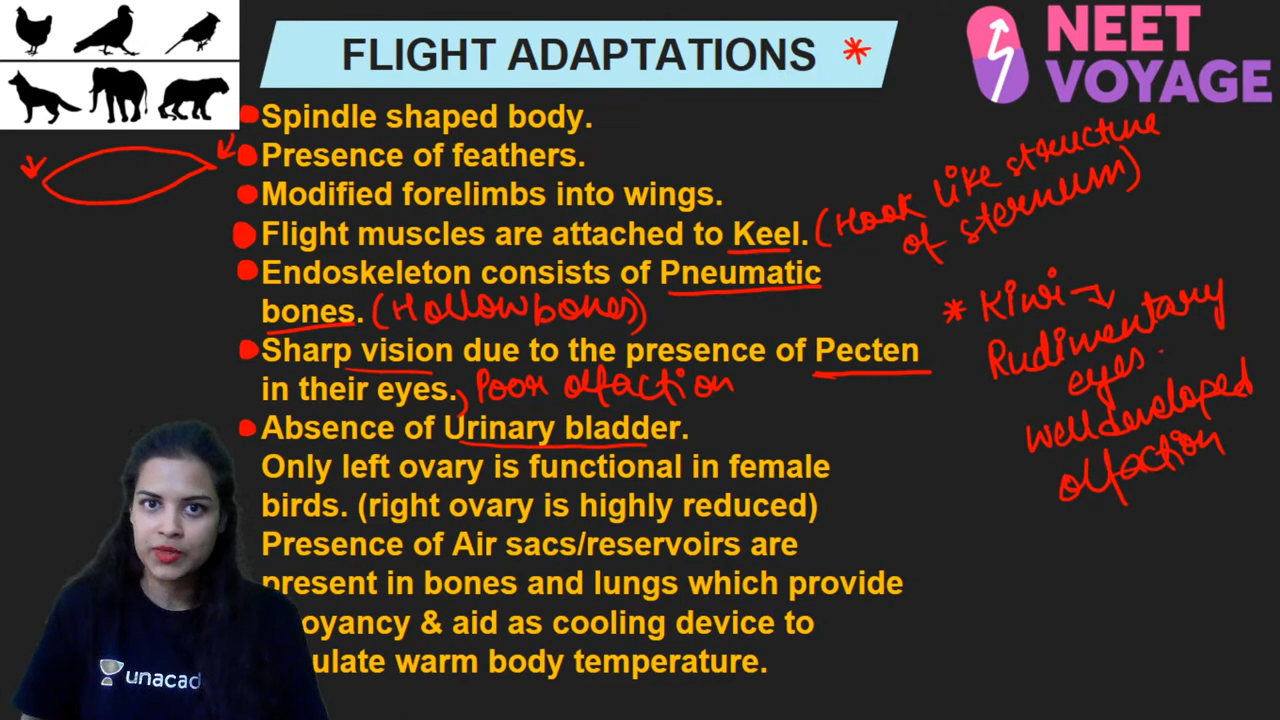 FLIGHT ADAPTATIONS *
NEET
VOYAGE
Spindle shaped body.
Presence of feathers.
Modified forelimbs into wings.
Flight muscles are attached to Keel. (Hook like structure
of sternum)
Endoskeleton consists of Pneumatic
bones. (Hollow bones)
Sharp vision due to the presence of Pecten
in their eyes., Poor olfaction
Absence of Urinary bladder.
Only left ovary is functional in female
birds. (right ovary is highly reduced)
Presence of Air sacs/reservoirs are
present in bones and lungs which provide
oyancy & aid as cooling device to
ulate warm body temperature.
* Kiwi →
Rudimentary
eyes.
well developed
olfaction
unacad